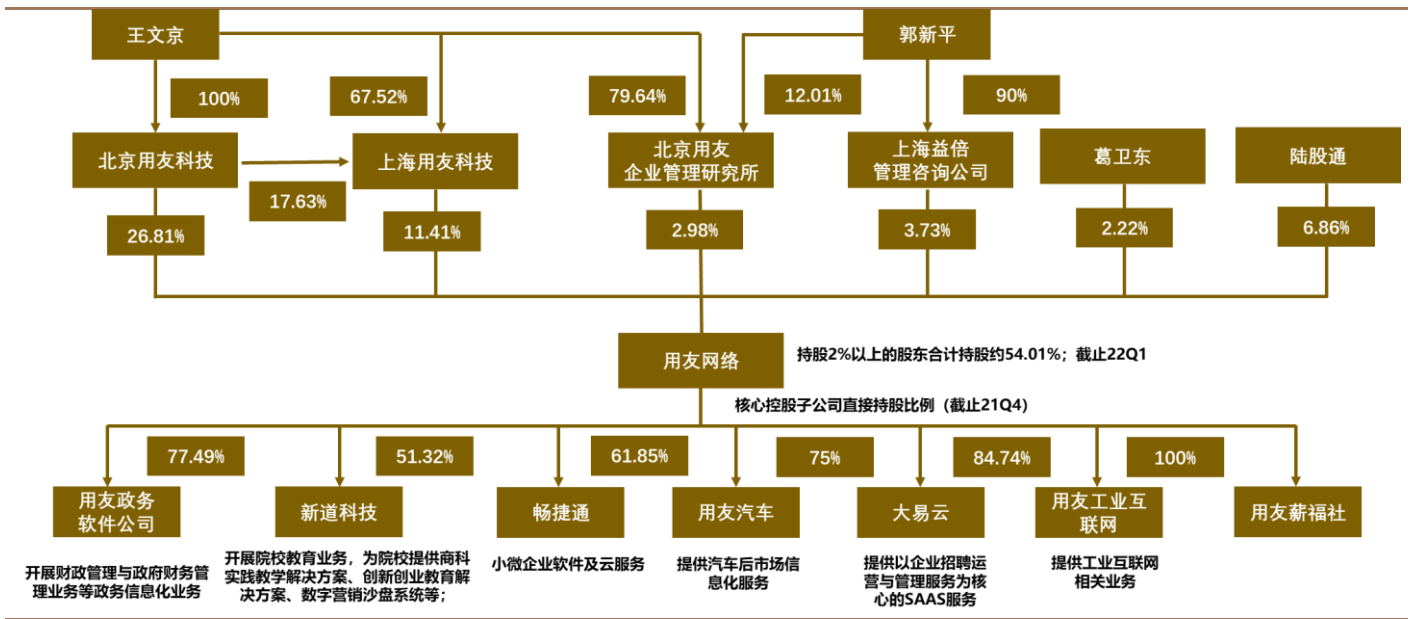 王文京
郭新平
100%
67.52%
79.64%
12.01%
90%
北京用友科技
上海用友科技
北京用友
企业管理研究所
上海益倍
管理咨询公司
葛卫东
陆股通
17.63%
26.81%
11.41%
2.98%
3.73%
2.22%
6.86%
用友网络
持股2%以上的股东合计持股约54.01%；截止22Q1
核心控股子公司直接持股比例（截止21Q4）
77.49%
51.32%
61.85%
75%
84.74%
100%
用友政务
软件公司
新道科技
畅捷通
用友汽车
大易云
用友工业互
联网
用友薪福社
开展财政管理与政府财务管
理业务等政务信息化业务
开展院校教育业务，为院校提供商科
实践教学解决方案、创新创业教育解
决方案、数字营销沙盘系统等；
小微企业软件及云服务
提供汽车后市场信
息化服务
提供以企业招聘运
营与管理服务为核
心的SAAS服务
提供工业互联网
相关业务